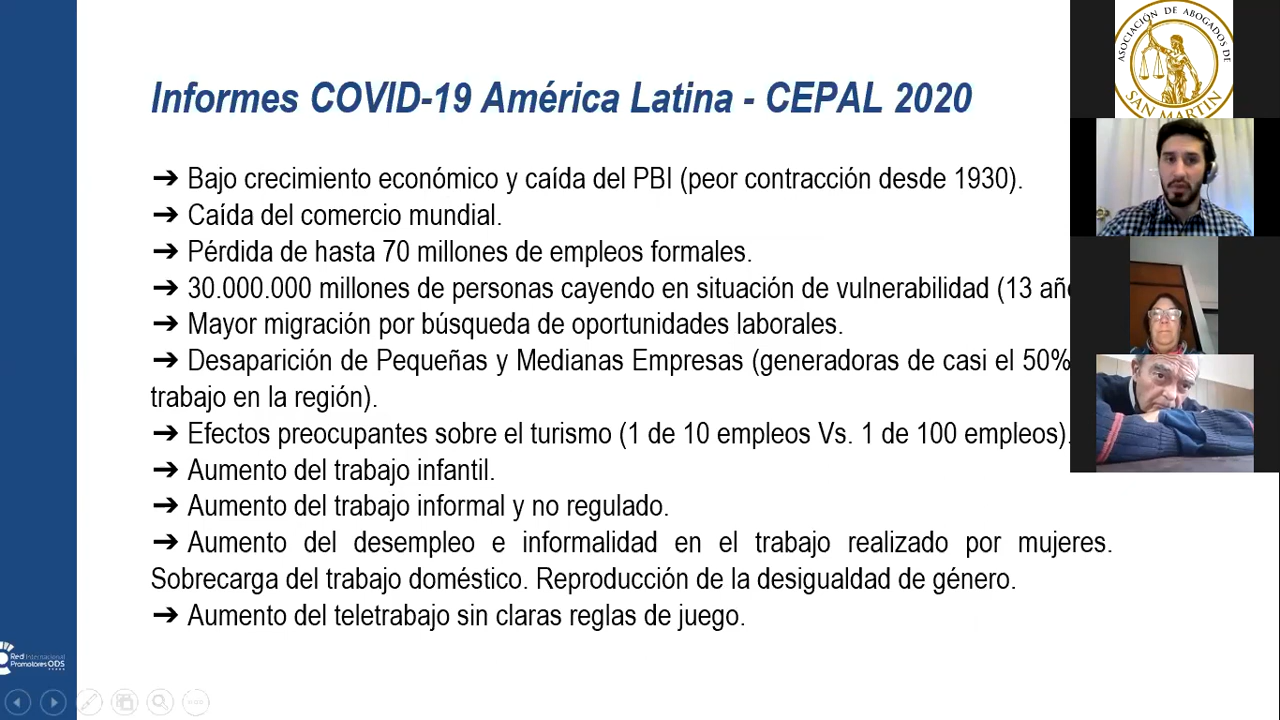 Informes COVID-19 América Latina - CEPAL 2020
➔ Bajo crecimiento económico y caída del PBI (peor contracción desde 1930).
➔ Caída del comercio mundial.
➔ Pérdida de hasta 70 millones de empleos formales.
➔ 30.000.000 millones de personas cayendo en situación de vulnerabilidad (13
➔ Mayor migración por búsqueda de oportunidades laborales.
➔ Desaparición de Pequeñas y Medianas Empresas (generadoras de casi el 50%
trabajo en la región).
➔ Efectos preocupantes sobre el turismo (1 de 10 empleos Vs. 1 de 100 empleos).
➔ Aumento del trabajo infantil.
➔ Aumento del trabajo informal y no regulado.
➔ Aumento del desempleo e informalidad en el trabajo realizado por mujeres.
Sobrecarga del trabajo doméstico. Reproducción de la desigualdad de género.
➔ Aumento del teletrabajo sin claras reglas de juego.
ASOCIACIÓN DE ABOGADOS DE
SAN MARTIN
Red Internacional
Promotores ODS